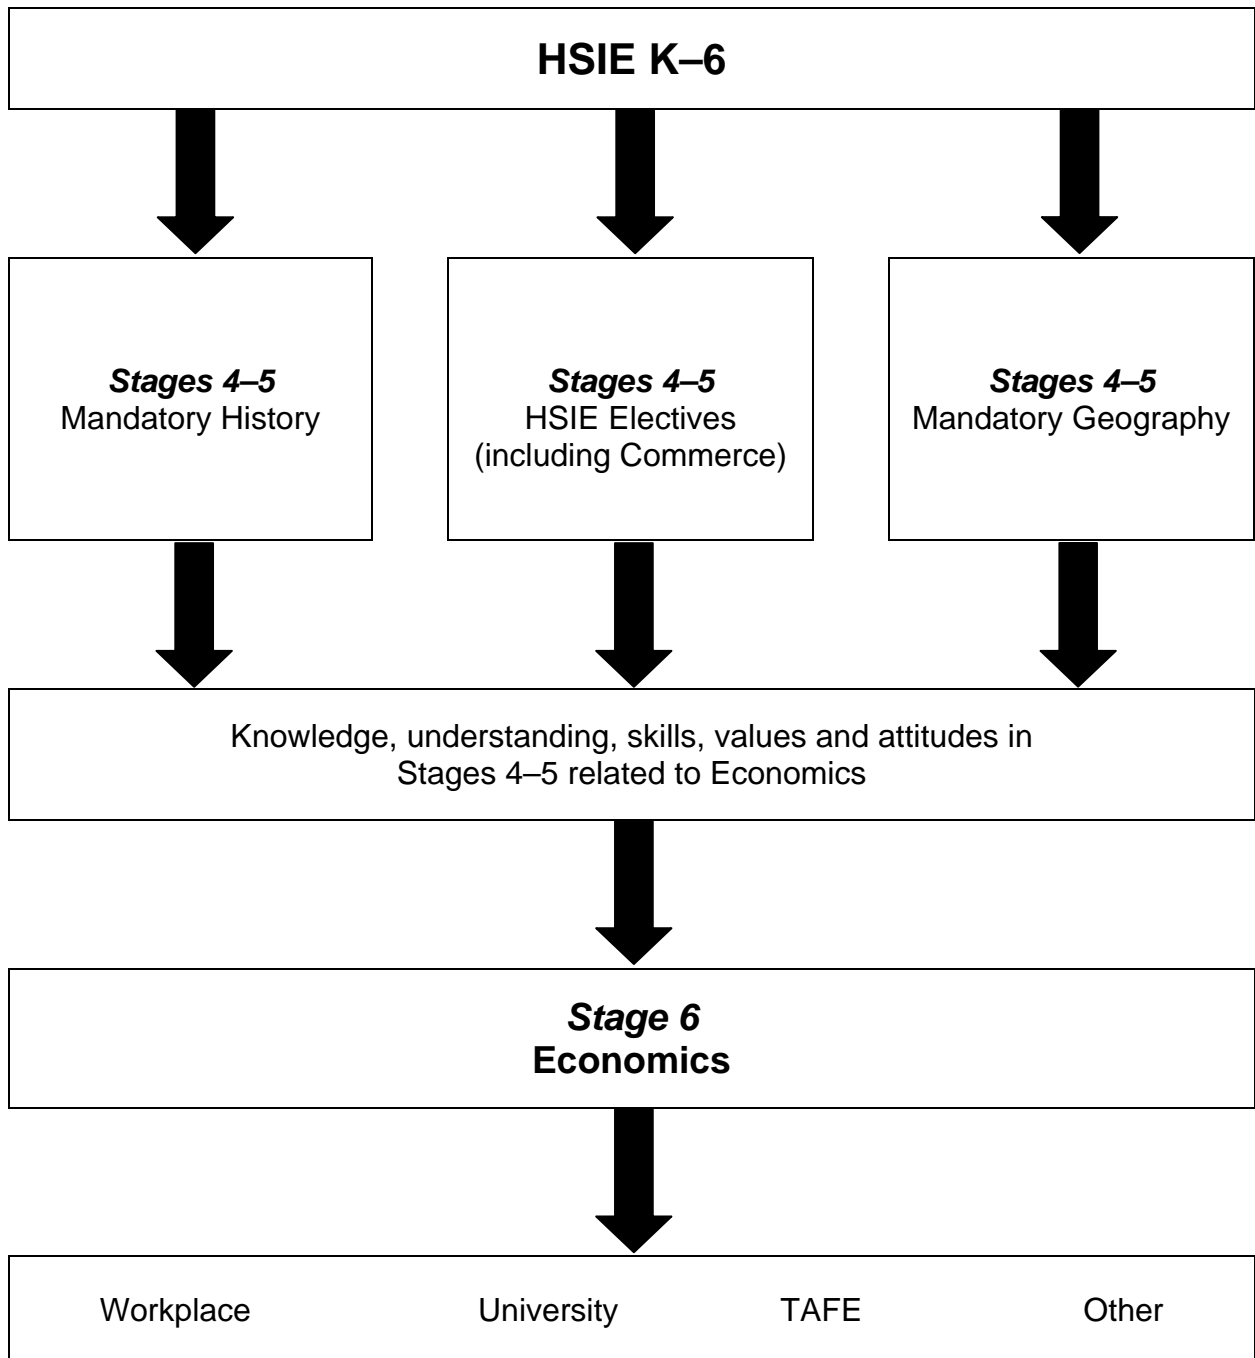 HSIE K–6
Stages 4–5
Mandatory History
Stages 4–5
HSIE Electives
(including Commerce)
Stages 4–5
Mandatory Geography
Knowledge, understanding, skills, values and attitudes in
Stages 4–5 related to Economics
Stage 6
Economics
Workplace University TAFE Other